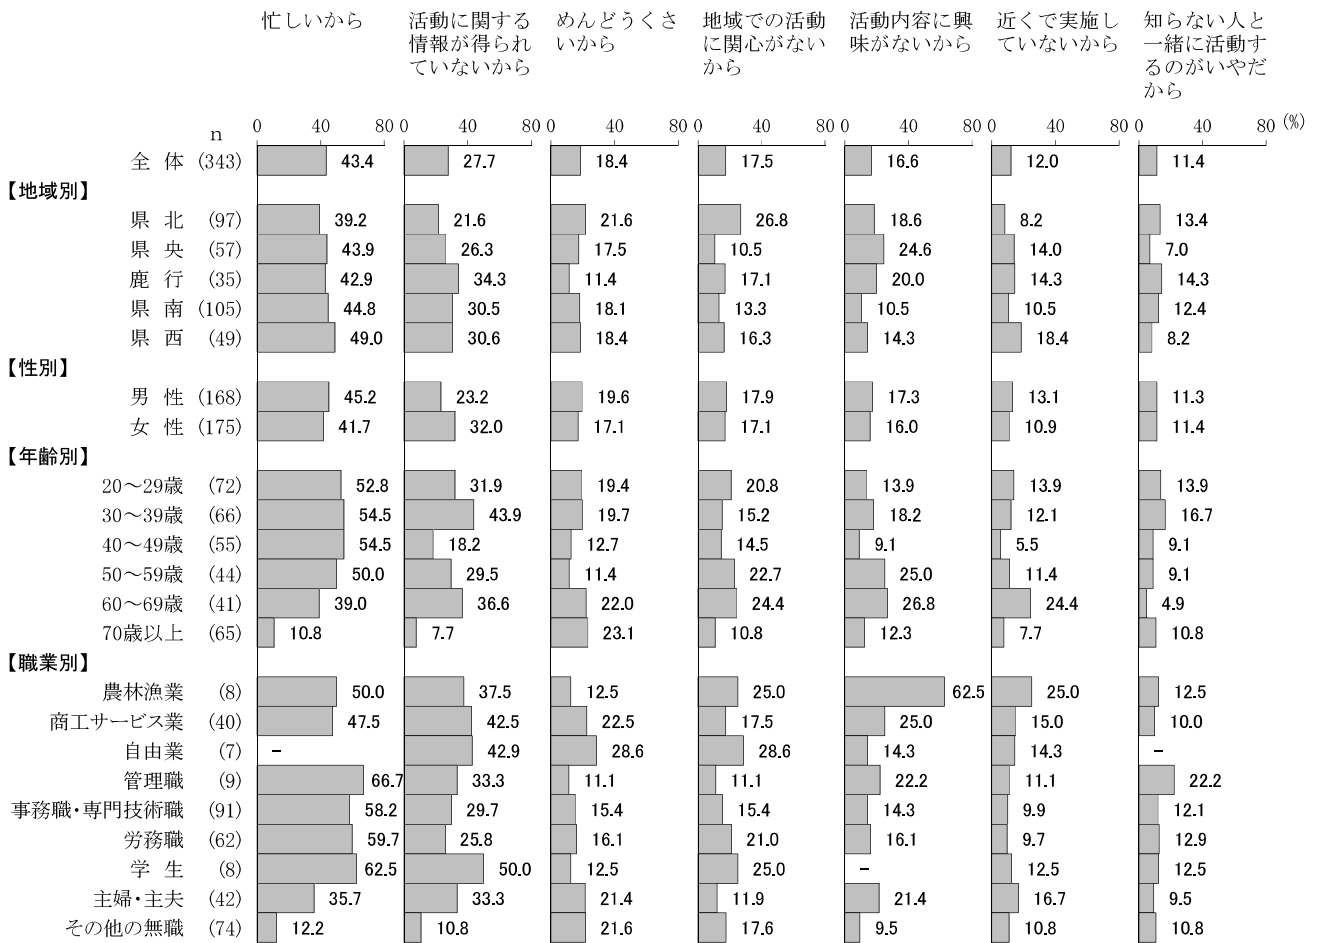 忙しいから
活動に関する
情報が得られ
ていないから
めんどうくさ
いから
地域での活動
に関心がない
から
活動内容に興
味がないから
近くで実施し
ていないから
知らない人と
一緒に活動す
るのがいやだ
から
n 0 40 80 0 40 80 0 40 80 0 40 80 0 40 80 0 40 80 0 40 80 (%)
全 体 (343) 43.4 27.7 18.4 17.5 16.6 12.0 11.4
【地域別】
県 北 (97) 39.2 21.6 21.6 26.8 18.6 8.2 13.4
県 央 (57) 43.9 26.3 17.5 10.5 24.6 14.0 7.0
鹿 行 (35) 42.9 34.3 11.4 17.1 20.0 14.3 14.3
県 南 (105) 44.8 30.5 18.1 13.3 10.5 10.5 12.4
県 西 (49) 49.0 30.6 18.4 16.3 14.3 18.4 8.2
【性別】
男 性 (168) 45.2 23.2 19.6 17.9 17.3 13.1 11.3
女 性 (175) 41.7 32.0 17.1 17.1 16.0 10.9 11.4
【年齢別】
20～29歳 (72) 52.8 31.9 19.4 20.8 13.9 13.9 13.9
30～39歳 (66) 54.5 43.9 19.7 15.2 18.2 12.1 16.7
40～49歳 (55) 54.5 18.2 12.7 14.5 9.1 5.5 9.1
50～59歳 (44) 50.0 29.5 11.4 22.7 25.0 11.4 9.1
60～69歳 (41) 39.0 36.6 22.0 24.4 26.8 24.4 4.9
70歳以上 (65) 10.8 7.7 23.1 10.8 12.3 7.7 10.8
【職業別】
農林漁業 (8) 50.0 37.5 12.5 25.0 62.5 25.0 12.5
商工サービス業 (40) 47.5 42.5 22.5 17.5 25.0 15.0 10.0
自由業 (7) － 42.9 28.6 28.6 14.3 14.3 －
管理職 (9) 66.7 33.3 11.1 11.1 22.2 11.1 22.2
事務職・専門技術職 (91) 58.2 29.7 15.4 15.4 14.3 9.9 12.1
労務職 (62) 59.7 25.8 16.1 21.0 16.1 9.7 12.9
学 生 (8) 62.5 50.0 12.5 25.0 － 12.5 12.5
主婦・主夫 (42) 35.7 33.3 21.4 11.9 21.4 16.7 9.5
その他の無職 (74) 12.2 10.8 21.6 17.6 9.5 10.8 10.8